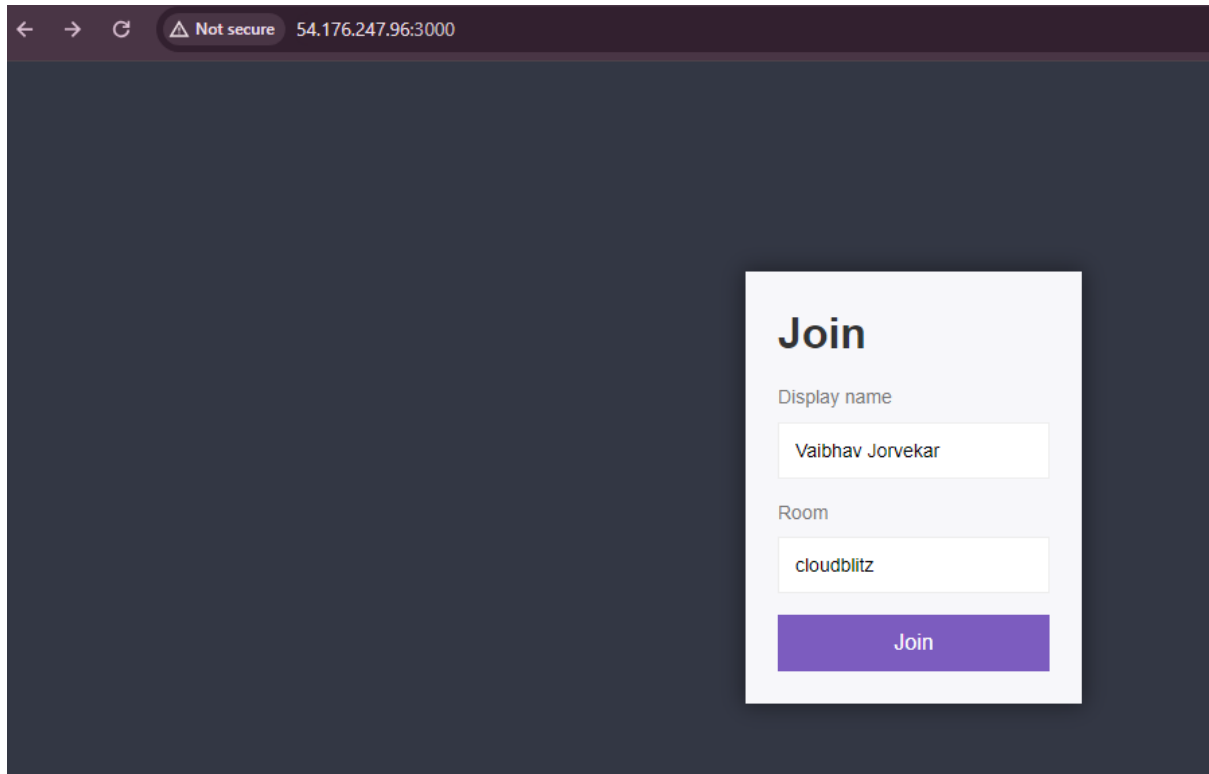 Not secure 54.176.247.96:3000
Join
Display name
Vaibhav Jorvekar
Room
cloudblitz
Join